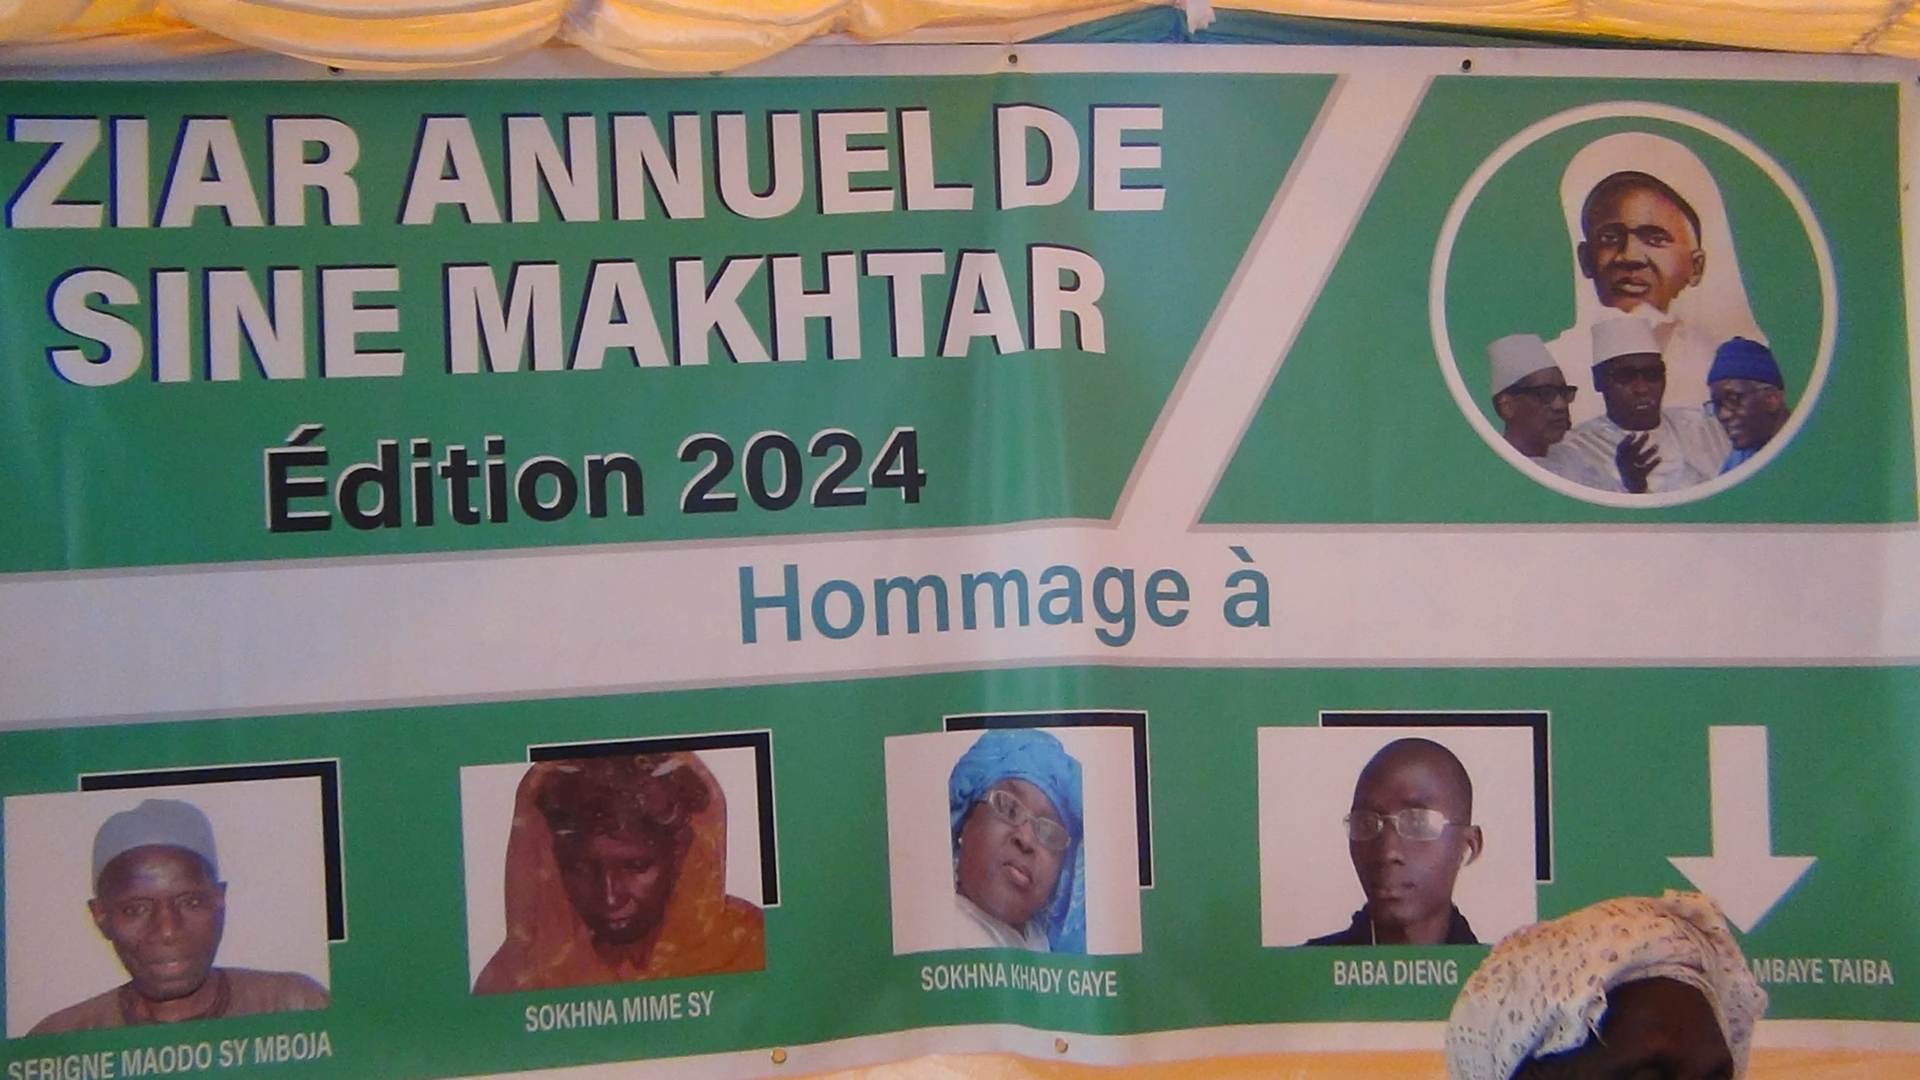 ZIAR ANNUEL DE
SINE MAKHTAR
Édition 2024
Hommage à
SERIGNE MAODO SY MBOJA
SOKHNA MIME SY
SOKHNA KHADY GAYE
BABA DIENG
MBAYE TAIBA